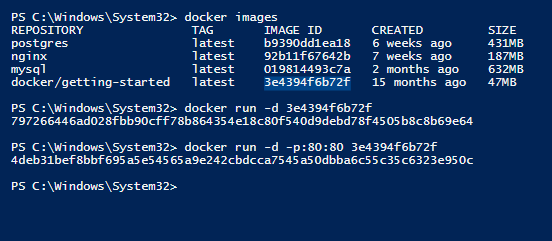 PS C:\Windows\System32> docker images
REPOSITORY TAG IMAGE ID CREATED SIZE
postgres latest b9390dd1ea18 6 weeks ago 431MB
nginx latest 92b11f67642b 7 weeks ago 187MB
mysql latest 019814493c7a 2 months ago 632MB
docker/getting-started latest 3e4394f6b72f 15 months ago 47MB
PS C:\Windows\System32> docker run -d 3e4394f6b72f
797266446ad028fbb90cff78b864354e18c80f540d9debd78f4505b8c8b69e64
PS C:\Windows\System32> docker run -d -p:80:80 3e4394f6b72f
4deb31bef8bbf695a5e54565a9e242cbdcca7545a50dbba6c55c35c6323e950c
PS C:\Windows\System32>